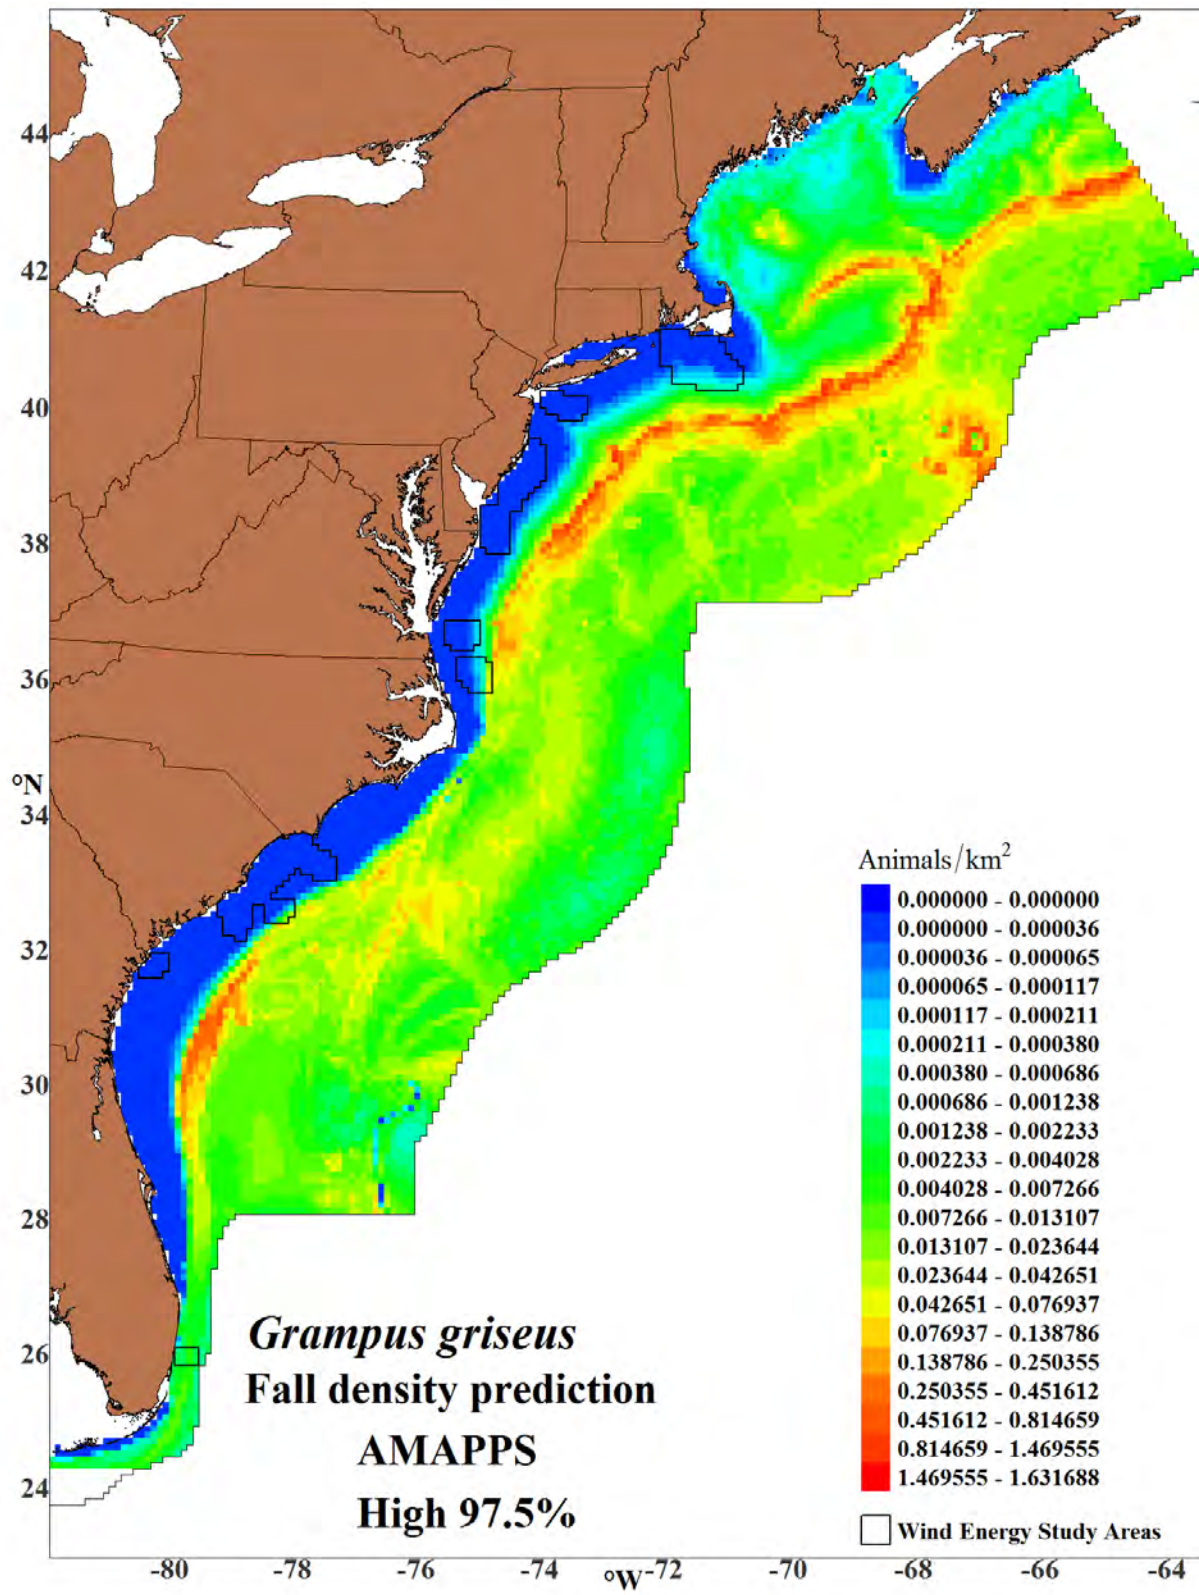 44
42
40
38
36
°N
34
32
30
28
26
24
Animals/km²
0.000000 - 0.000000
0.000000 - 0.000036
0.000036 - 0.000065
0.000065 - 0.000117
0.000117 - 0.000211
0.000211 - 0.000380
0.000380 - 0.000686
0.000686 - 0.001238
0.001238 - 0.002233
0.002233 - 0.004028
0.004028 - 0.007266
0.007266 - 0.013107
0.013107 - 0.023644
0.023644 - 0.042651
0.042651 - 0.076937
0.076937 - 0.138786
0.138786 - 0.250355
0.250355 - 0.451612
0.451612 - 0.814659
0.814659 - 1.469555
1.469555 - 1.631688
Wind Energy Study Areas
Grampus griseus
Fall density prediction
AMAPPS
High 97.5%
-80 -78 -76 -74 °W -72 -70 -68 -66 -64